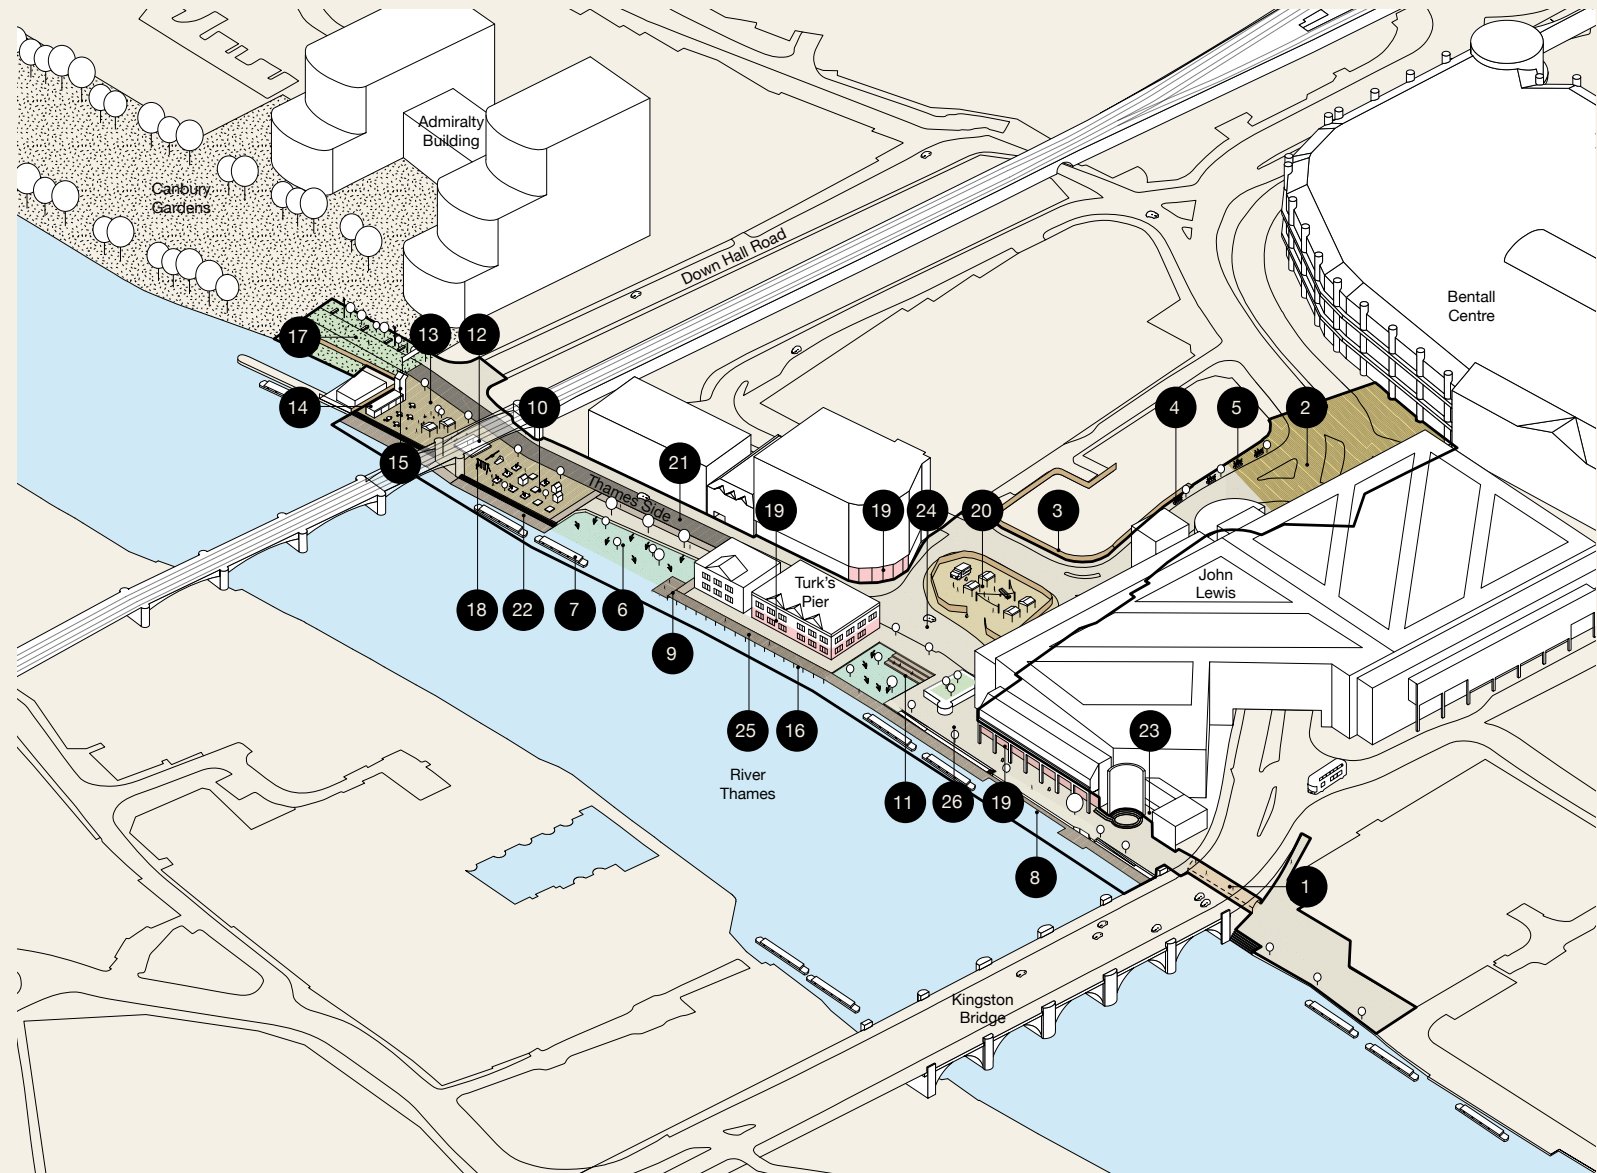 Admiralty
Building
Canbury
Gardens
Down Hall Road
Bentall
Centre
17
13
12
14
10
4
5
2
15
21
Thames Side
19
19
24
20
3
18
22
7
6
9
Turk's
Pier
John
Lewis
25
16
23
River
Thames
11
26
19
8
1
Kingston
Bridge